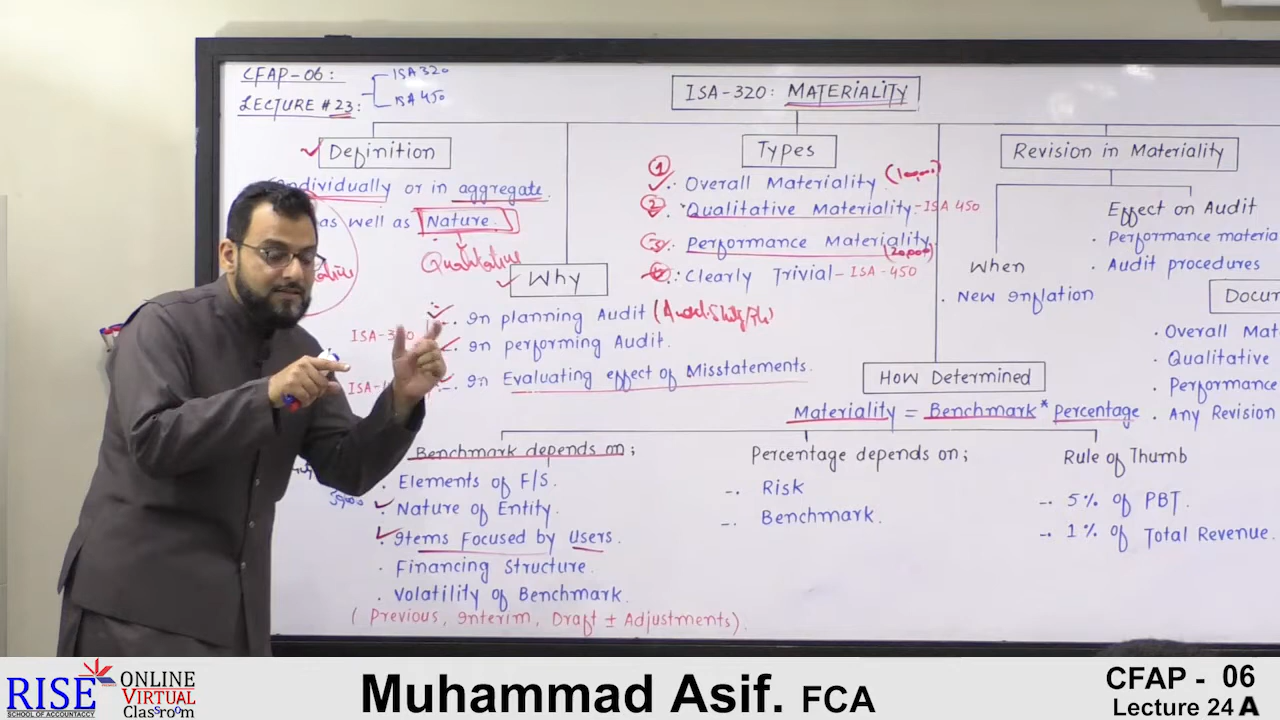 CFAP-06:
ISA 320
LECTURE # 23:
ISA 450
ISA-320: MATERIALITY
Definition
Individually or in aggregate
as well as Nature.
Qualitative
Why
In planning Audit
In performing Audit.
In Evaluating effect of Misstatements.
ISA-3
ISA-
Types
1
Overall Materiality
2
Qualitative Materiality - ISA 450
3
Performance Materiality
Clearly Trivial - ISA-450
Revision in Materiality
When
New Inflation
Effect on Audit
Performance materia
Audit procedures
Docu
Overall Mat
Qualitative
Performance
Any Revision
How Determined
Materiality = Benchmark * Percentage
Benchmark depends on;
Elements of F/S.
Nature of Entity.
Items Focused by Users.
Financing Structure.
Volatility of Benchmark.
(Previous, Interim, Draft ± Adjustments).
Percentage depends on;
Risk
Benchmark.
Rule of Thumb
5% of PBT.
1% of Total Revenue.
RISE
SCHOOL OF ACCOUNTACCY
ONLINE
VIRTUAL
Classroom
Muhammad Asif. FCA
CFAP - 06
Lecture 24 A